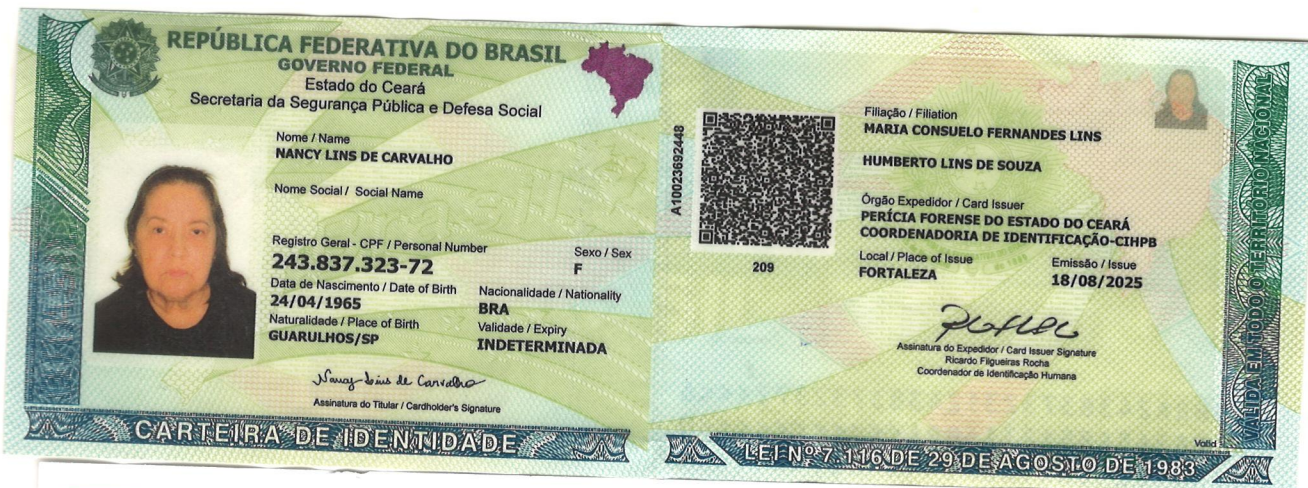 REPÚBLICA FEDERATIVA DO BRASIL
GOVERNO FEDERAL
Estado do Ceará
Secretaria da Segurança Pública e Defesa Social
Nome / Name
NANCY LINS DE CARVALHO
Nome Social / Social Name
Registro Geral - CPF / Personal Number
243.837.323-72
Sexo / Sex
F
Data de Nascimento / Date of Birth
24/04/1965
Nacionalidade / Nationality
BRA
Naturalidade / Place of Birth
GUARULHOS/SP
Validade / Expiry
INDETERMINADA
Nancy Lins de Carvalho
Assinatura do Titular / Cardholder's Signature
CARTEIRA DE IDENTIDADE
A10023692448
209
Filiação / Filiation
MARIA CONSUELO FERNANDES LINS
HUMBERTO LINS DE SOUZA
Órgão Expedidor / Card Issuer
PERÍCIA FORENSE DO ESTADO DO CEARÁ
COORDENADORIA DE IDENTIFICAÇÃO-CIHPB
Local / Place of Issue
FORTALEZA
Emissão / Issue
18/08/2025
Assinatura do Expedidor / Card Issuer Signature
Ricardo Filgueiras Rocha
Coordenador de Identificação Humana
Valid
LEI Nº 7.116 DE 29 DE AGOSTO DE 1983
VÁLIDA EM TODO O TERRITÓRIO NACIONAL